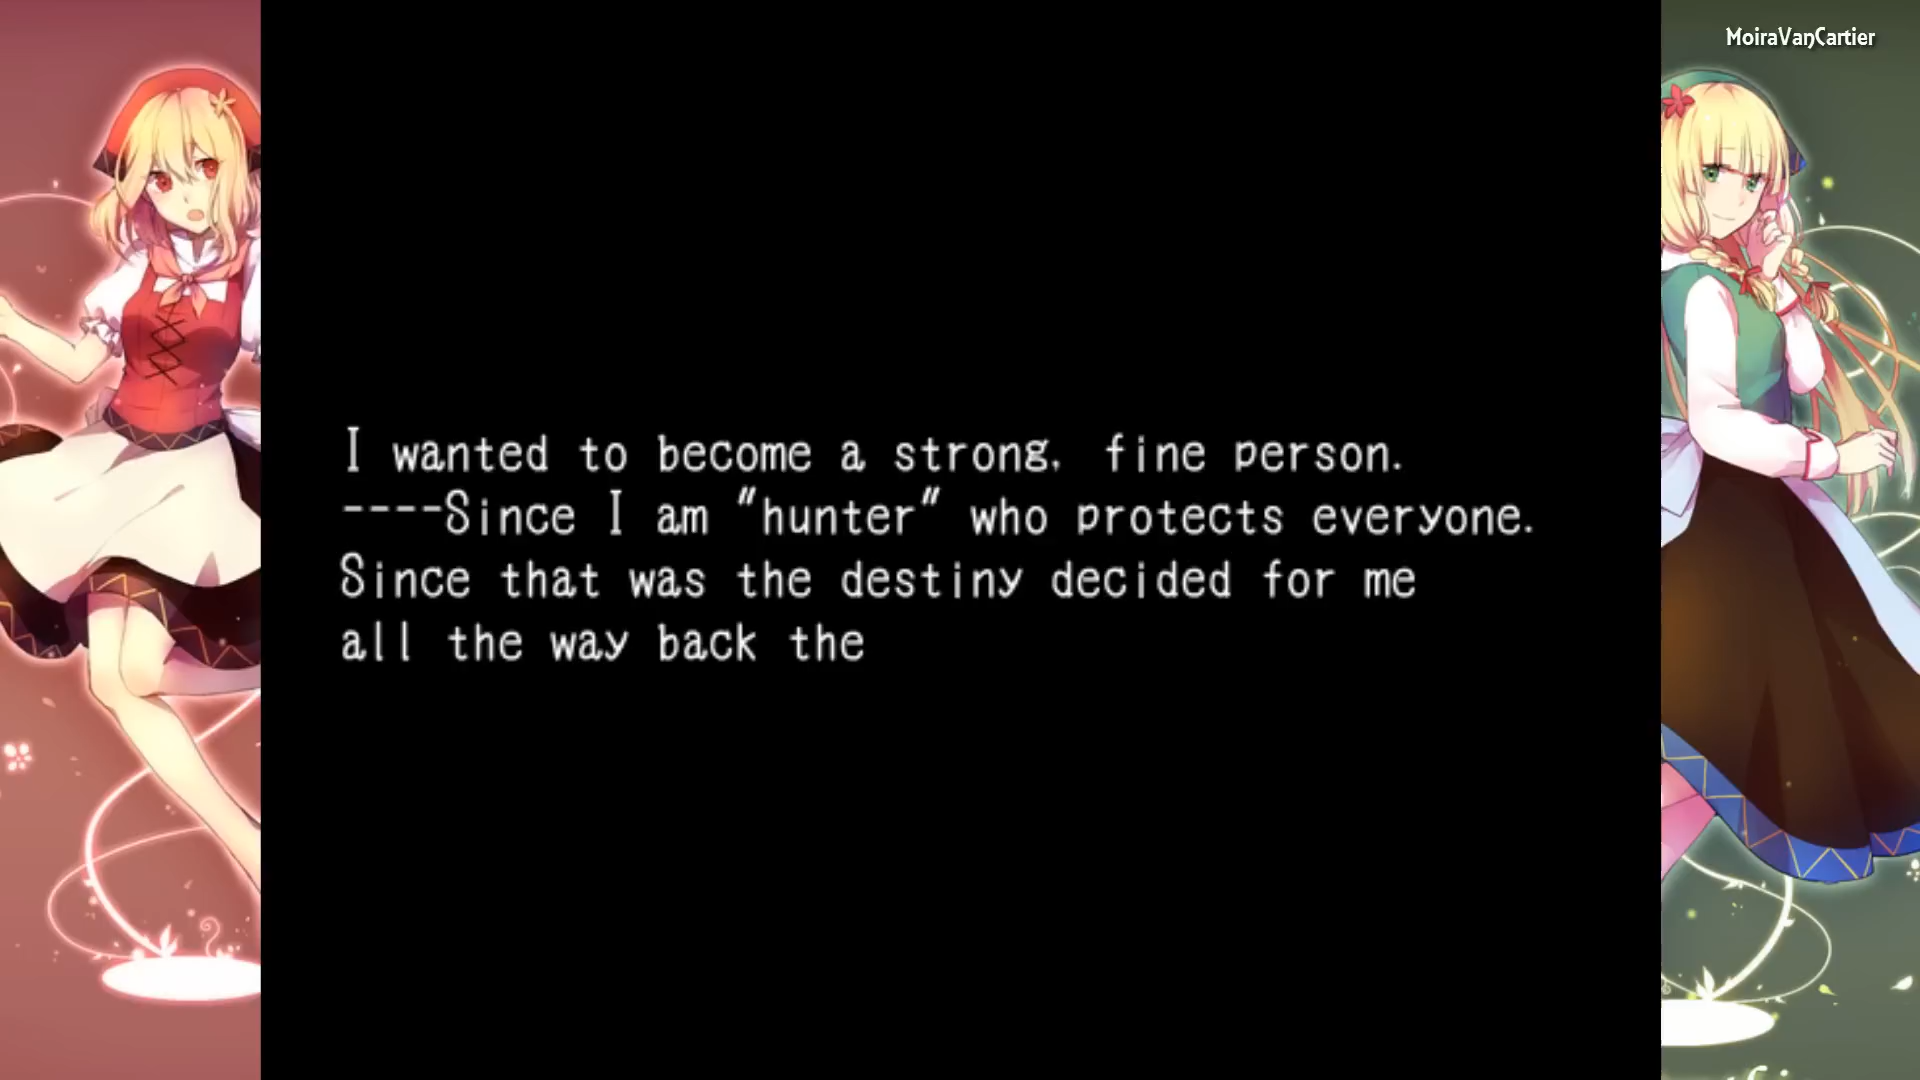 MoiraVanCartier
I wanted to become a strong, fine person.
----Since I am "hunter" who protects everyone.
Since that was the destiny decided for me
all the way back the